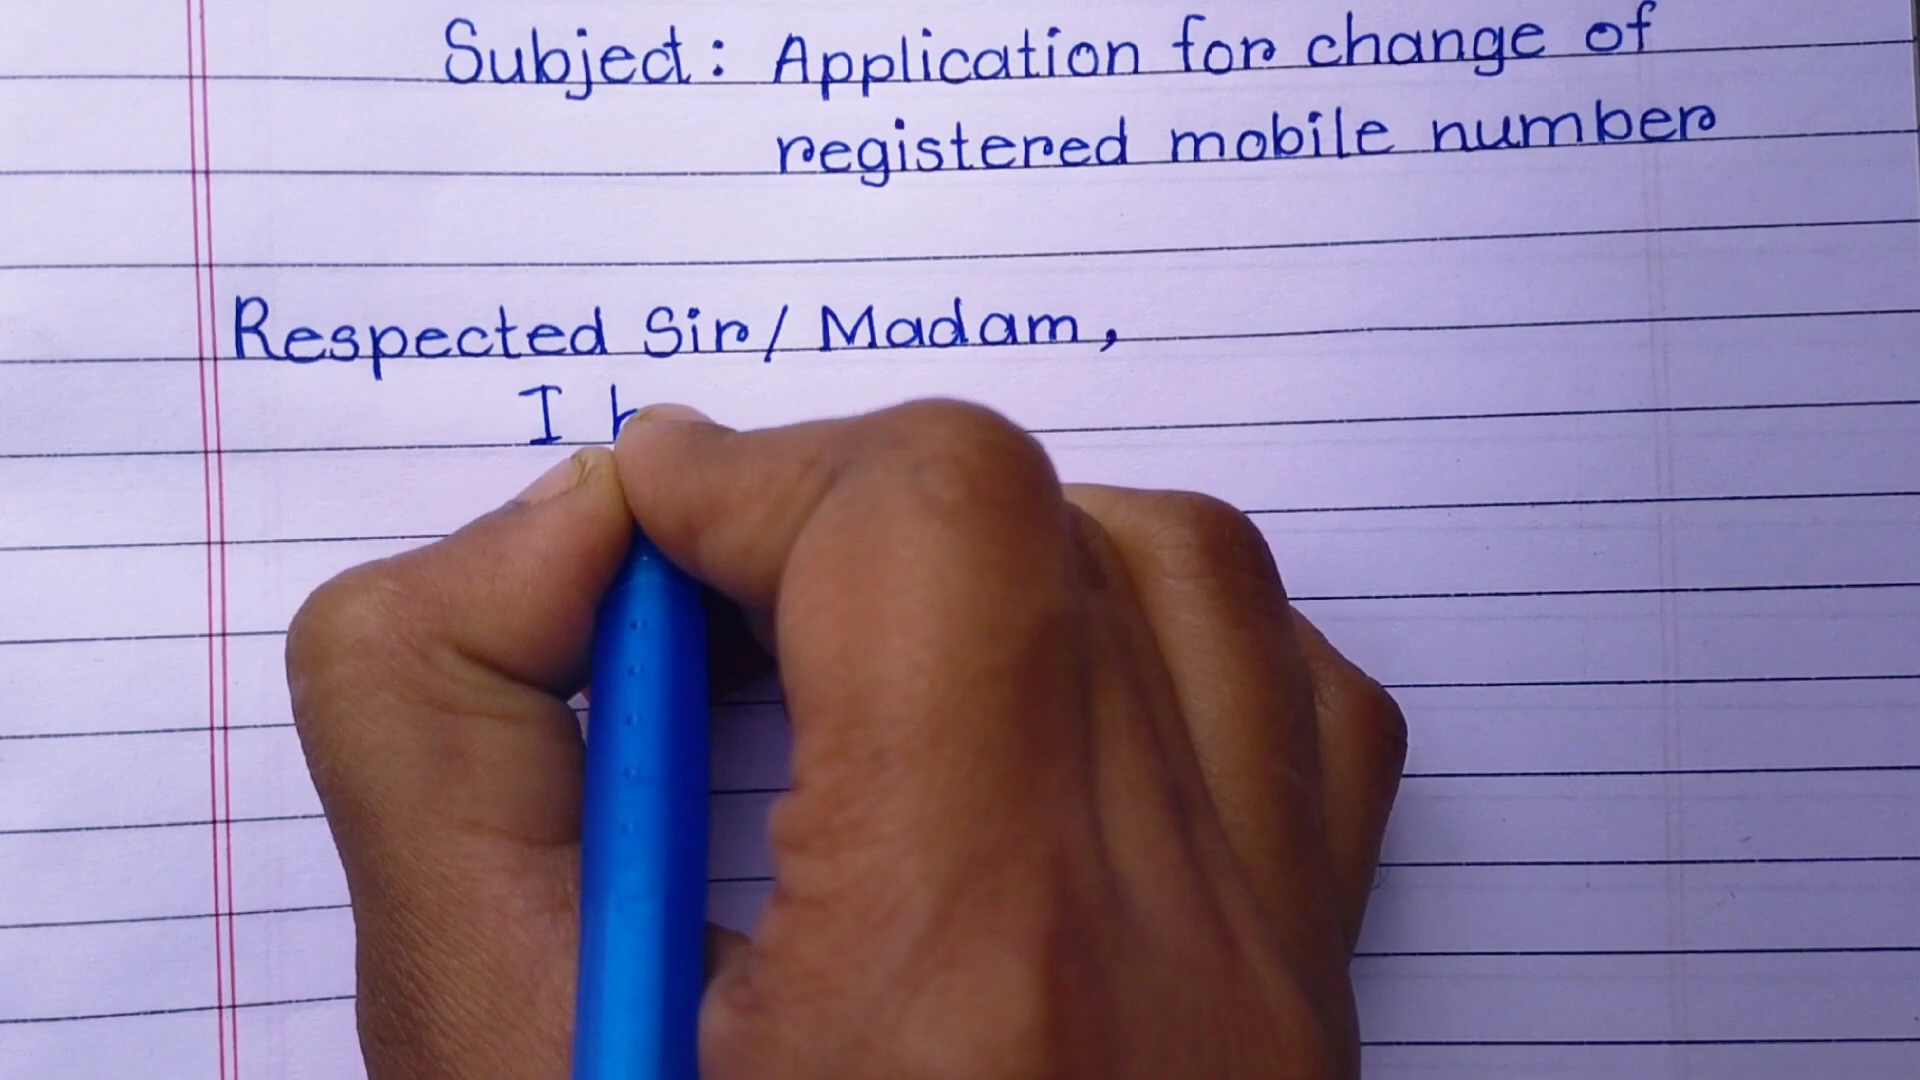 Subject: Application for change of
registered mobile number
Respected Sir/ Madam,
I